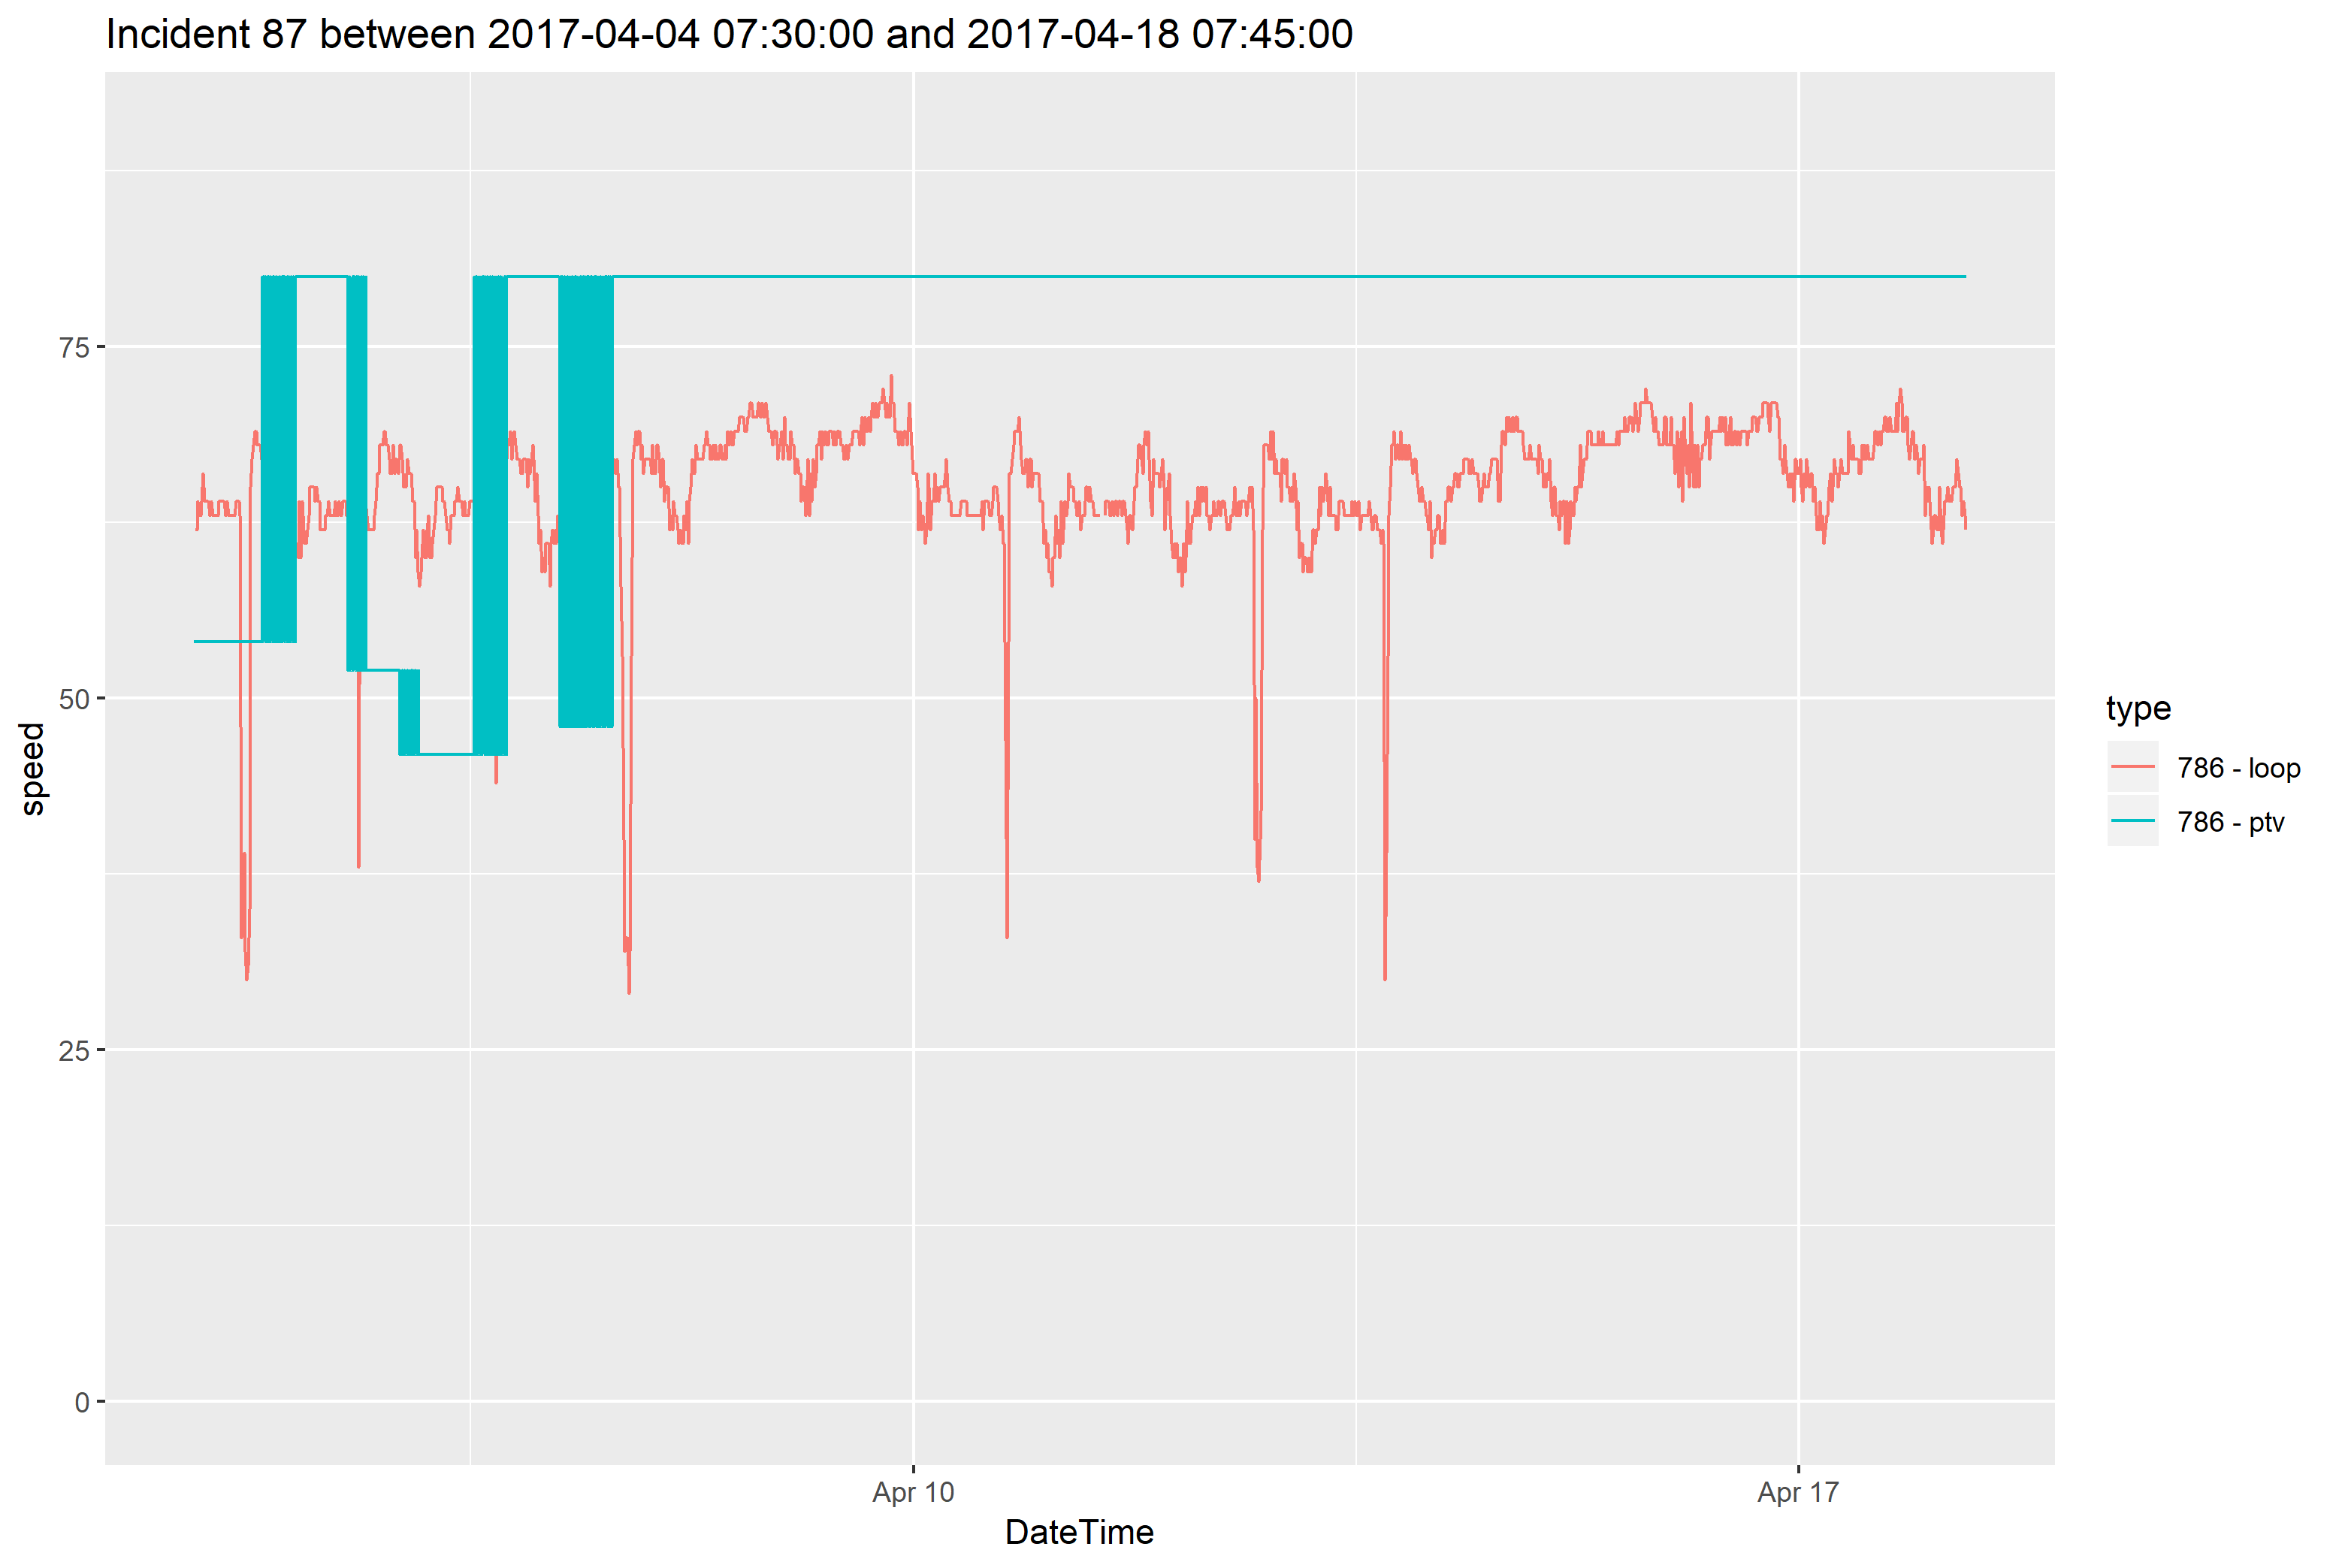 Incident 87 between 2017-04-04 07:30:00 and 2017-04-18 07:45:00
75
50
25
0
speed
Apr 10
Apr 17
DateTime
type
786 - loop
786 - ptv